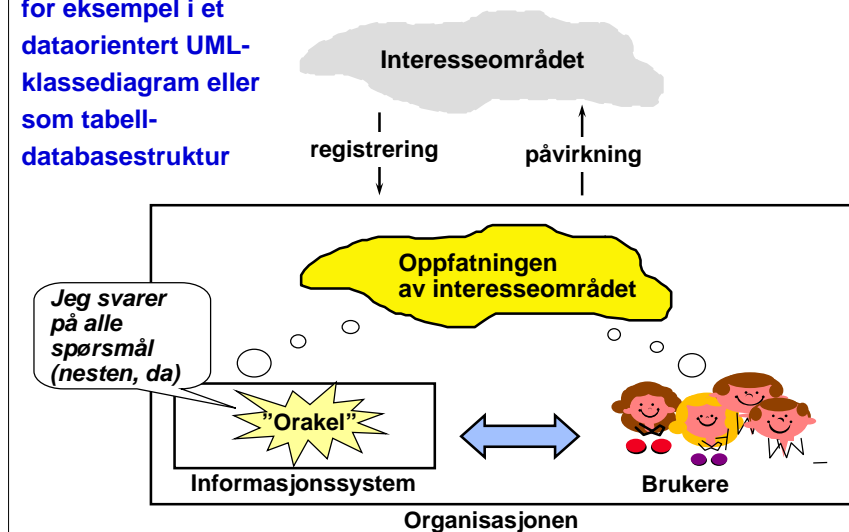 for eksempel i et
dataorientert UML-
klassediagram eller
som tabell-
databasestruktur
Interesseområdet
registrering
påvirkning
Oppfatningen
av interesseområdet
Jeg svarer
på alle
spørsmål
(nesten, da)
”Orakel”
Informasjonssystem
Brukere
Organisasjonen